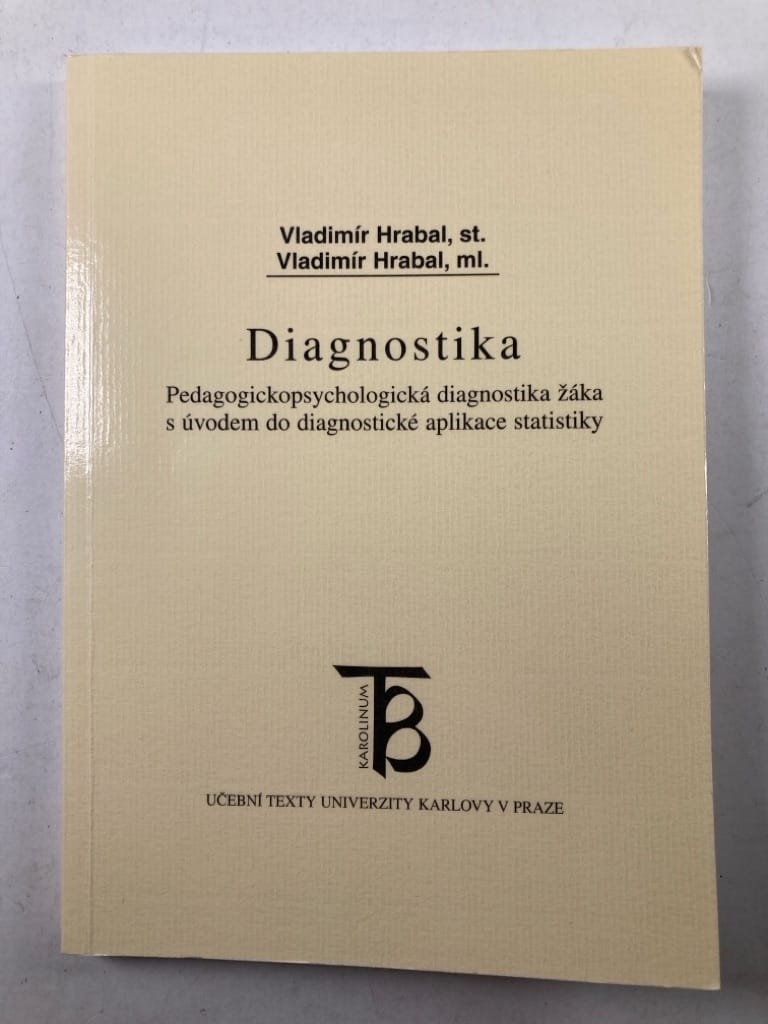 Vladimír Hrabal, st.
Vladimír Hrabal, ml.
Diagnostika
Pedagogickopsychologická diagnostika žáka
s úvodem do diagnostické aplikace statistiky
KAROLINUM
UČEBNÍ TEXTY UNIVERZITY KARLOVY V PRAZE